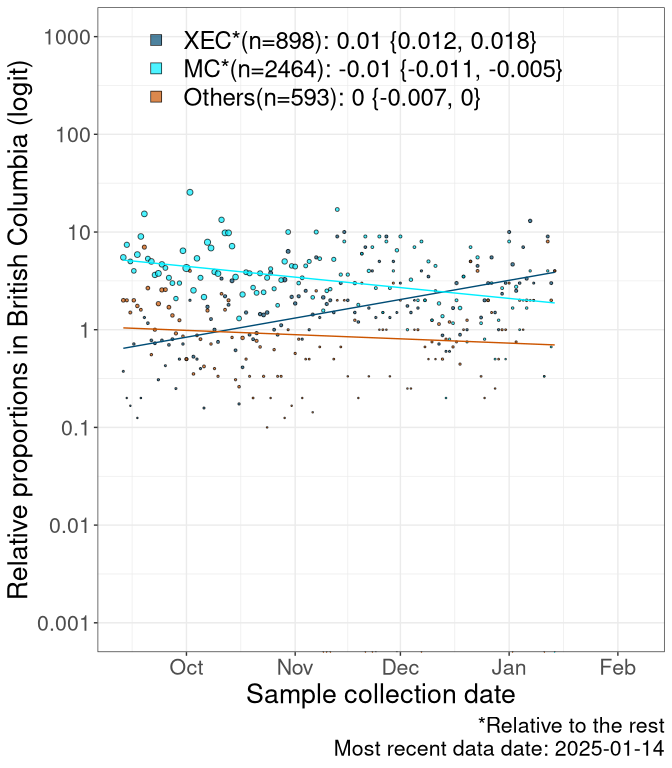 XEC*(n=898): 0.01 {0.012, 0.018}
MC*(n=2464): -0.01 {-0.011, -0.005}
Others(n=593): 0 {-0.007, 0}
Relative proportions in British Columbia (logit)
1000
100
10
1
0.1
0.01
0.001
Oct Nov Dec Jan Feb
Sample collection date
*Relative to the rest
Most recent data date: 2025-01-14